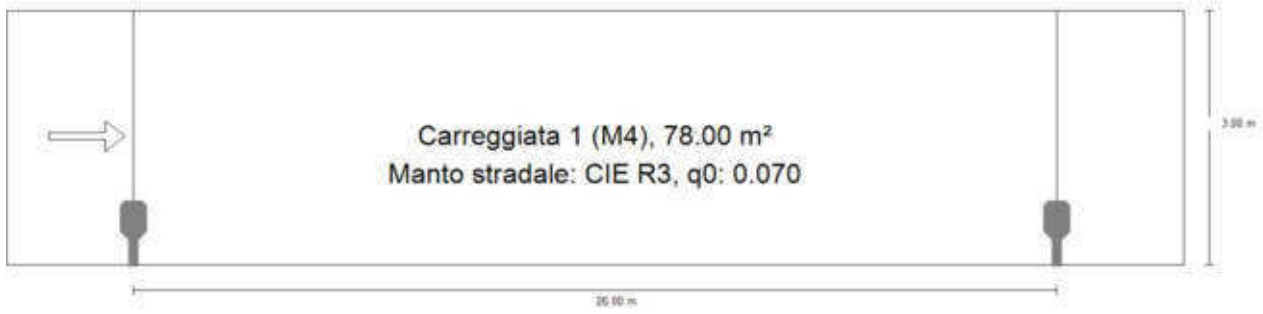 Carreggiata 1 (M4), 78.00 m²
Manto stradale: CIE R3, q0: 0.070
3.00 m
26.00 m